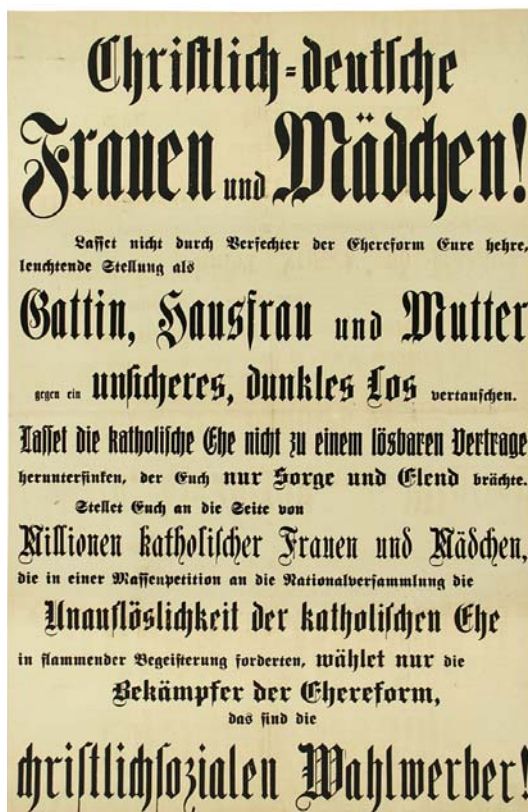 Christlich=deutsche
Frauen und Mädchen!
Lasset nicht durch Verfechter der Ehereform Eure hehre,
leuchtende Stellung als
Gattin, Hausfrau und Mutter
gegen ein unsicheres, dunkles Los vertauschen.
Lasset die katholische Ehe nicht zu einem lösbaren Vertrage
heruntersinken, der Euch nur Sorge und Elend brächte.
Stellet Euch an die Seite von
Millionen katholischer Frauen und Mädchen,
die in einer Massenpetition an die Nationalversammlung die
Unauflöslichkeit der katholischen Ehe
in flammender Begeisterung forderten, wählet nur die
Bekämpfer der Ehereform,
das sind die
christlichsozialen Wahlwerber!